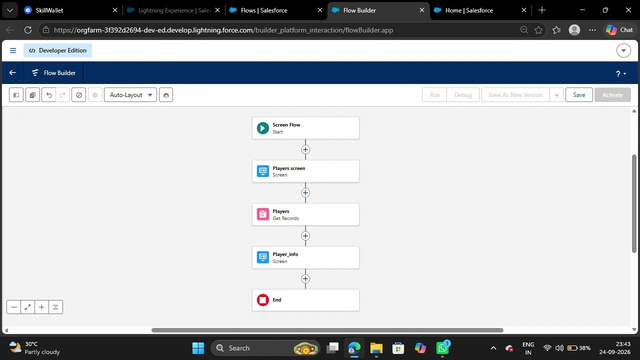 SkillWallet
Lightning Experience | Sales
Flows | Salesforce
Flow Builder
Home | Salesforce
https://orgfarm-3f392d2694-dev-ed.develop.lightning.force.com/builder_platform_interaction/flowBuilder.app
Developer Edition
Flow Builder
?
Auto-Layout
Run
Debug
Save As New Version
Save
Activate
Screen Flow
Start
Players screen
Screen
Players
Get Records
Player_info
Screen
End
30°C
Partly cloudy
Search
ENG
IN
38%
23:43
24-09-2026